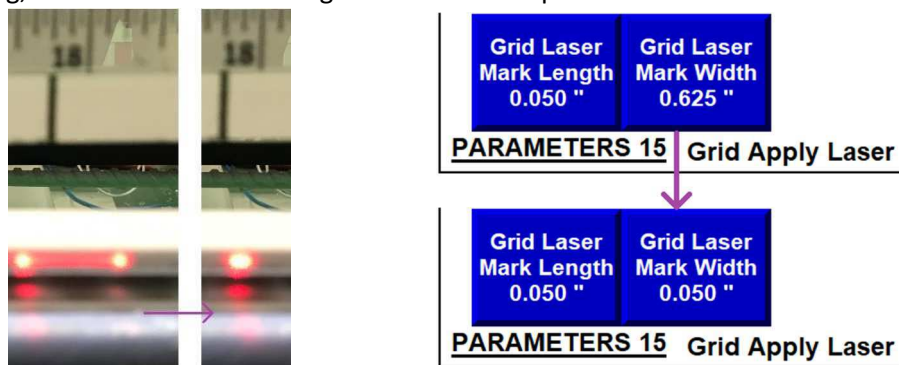 18
18
Grid Laser
Mark Length
0.050 "
Grid Laser
Mark Width
0.625 "
PARAMETERS 15 Grid Apply Laser
Grid Laser
Mark Length
0.050 "
Grid Laser
Mark Width
0.050 "
PARAMETERS 15 Grid Apply Laser